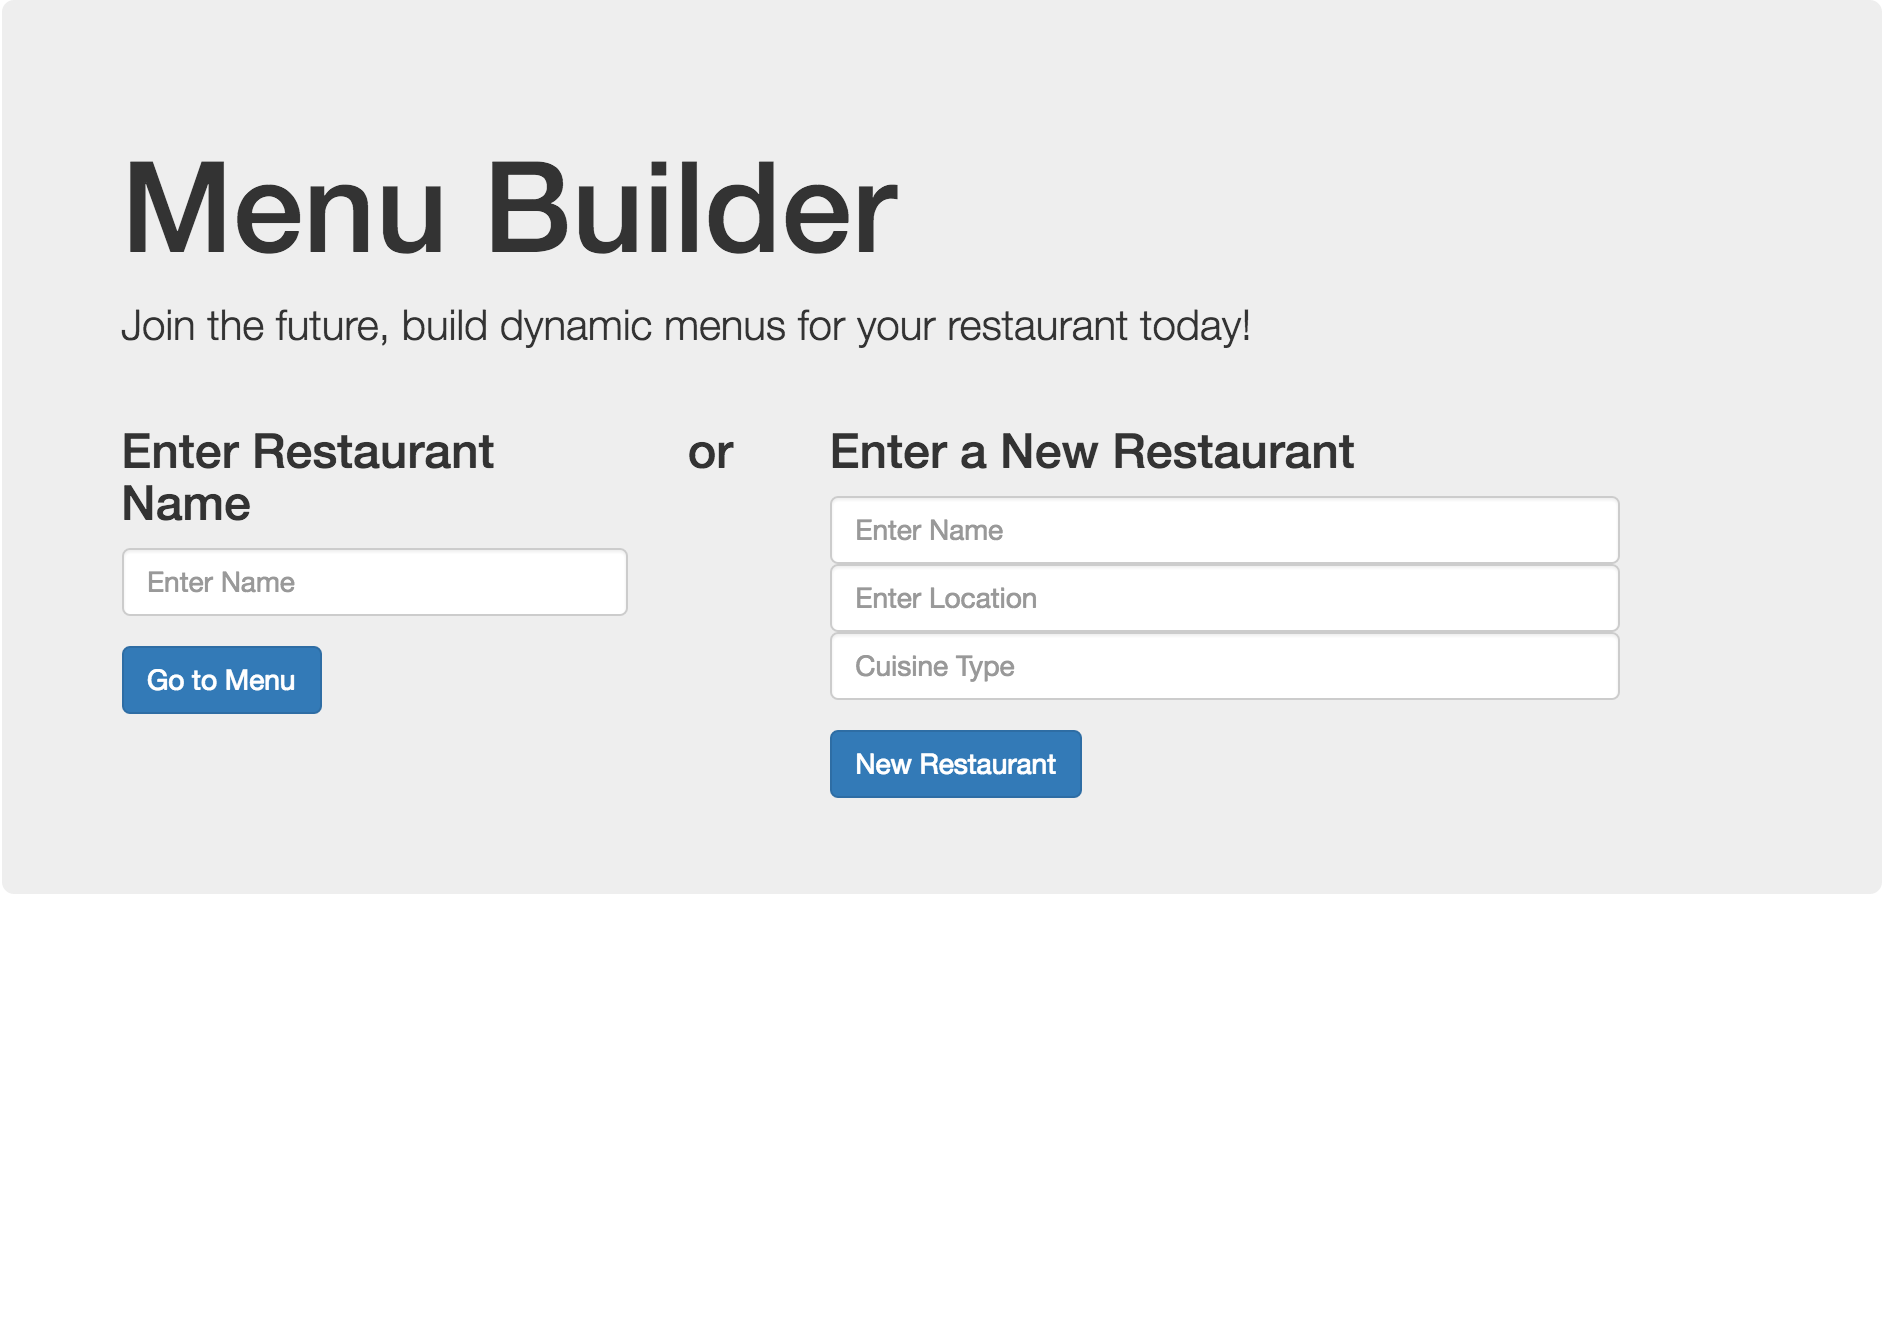 Menu Builder
Join the future, build dynamic menus for your restaurant today!
Enter Restaurant
Name
Enter Name
Go to Menu
or
Enter a New Restaurant
Enter Name
Enter Location
Cuisine Type
New Restaurant